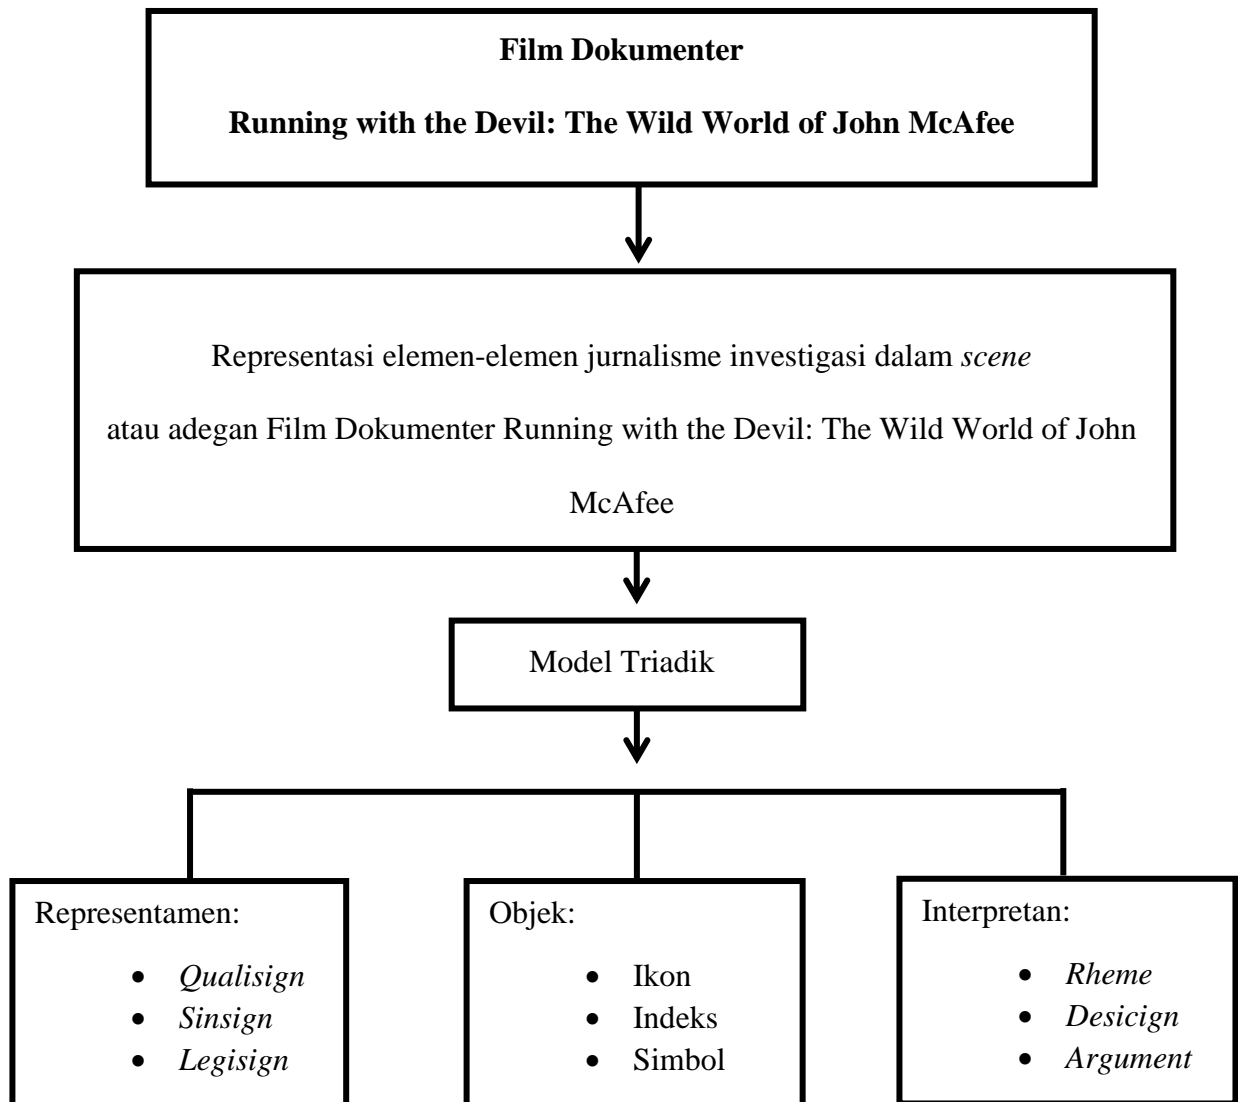 Film Dokumenter
Running with the Devil: The Wild World of John McAfee
Representasi elemen-elemen jurnalisme investigasi dalam scene
atau adegan Film Dokumenter Running with the Devil: The Wild World of John
McAfee
Model Triadik
Representamen:
• Qualisign
• Sinsign
• Legisign
Objek:
• Ikon
• Indeks
• Simbol
Interpretan:
• Rheme
• Desicign
• Argument